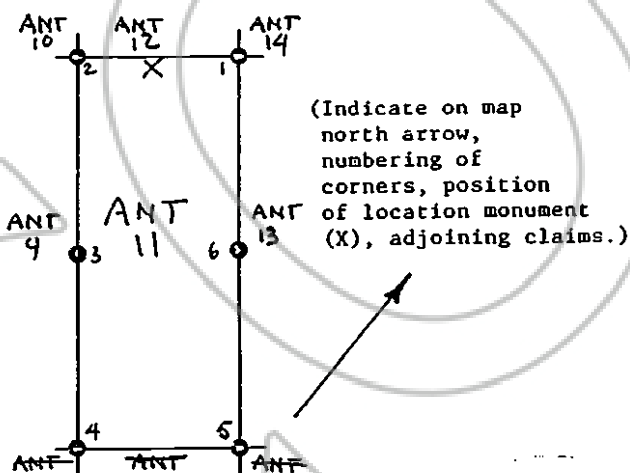 ANT
10
ANT
12
ANT
14
2
X
1
(Indicate on map
north arrow,
numbering of
corners, position
of location monument
(X), adjoining claims.)
ANT
9
3
ANT
11
6
ANT
13
4
5
ANT
ANT
ANT